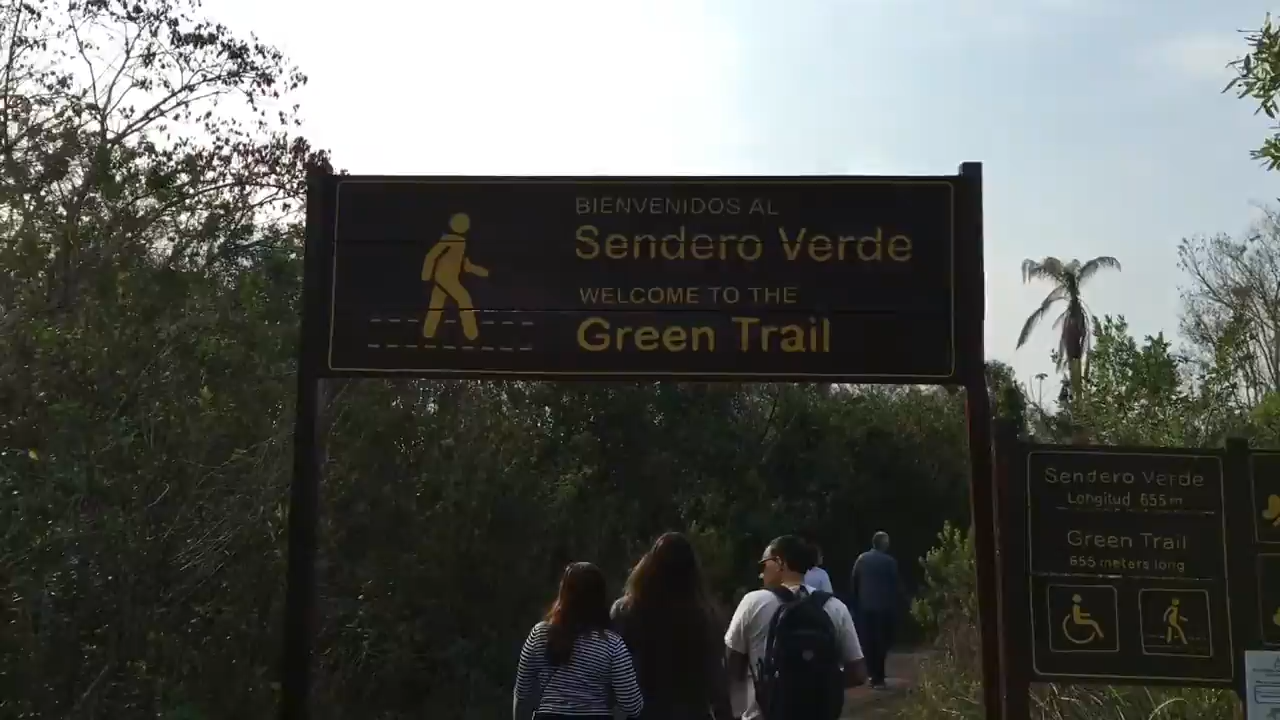 BIENVENIDOS AL
Sendero Verde
WELCOME TO THE
Green Trail
Sendero Verde
Longitud 655 m
Green Trail
655 meters long